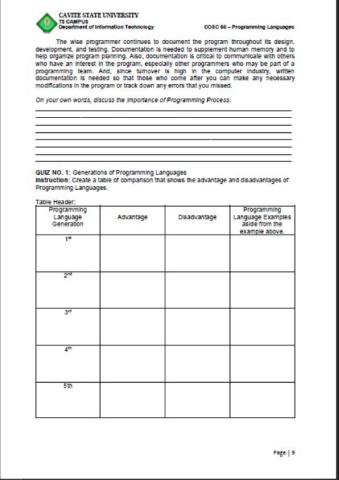 CAVITE STATE UNIVERSITY
T3 CAMPUS
Department of Information Technology COSC 66 – Programming Languages
The wise programmer continues to document the program throughout its design,
development, and testing. Documentation is needed to supplement human memory and to
help organize program planning. Also, documentation is critical to communicate with others
who have an interest in the program, especially other programmers who may be part of a
programming team. And, since turnover is high in the computer industry, written
documentation is needed so that those who come after you can make any necessary
modifications in the program or track down any errors that you missed.
On your own words, discuss the Importance of Programming Process:
QUIZ NO. 1: Generations of Programming Languages
Instruction: Create a table of comparison that shows the advantage and disadvantages of
Programming Languages.
Table Header:
Programming Language Generation
Advantage
Disadvantage
Programming Language Examples aside from the example above.
1st
2nd
3rd
4th
5th
Page | 9